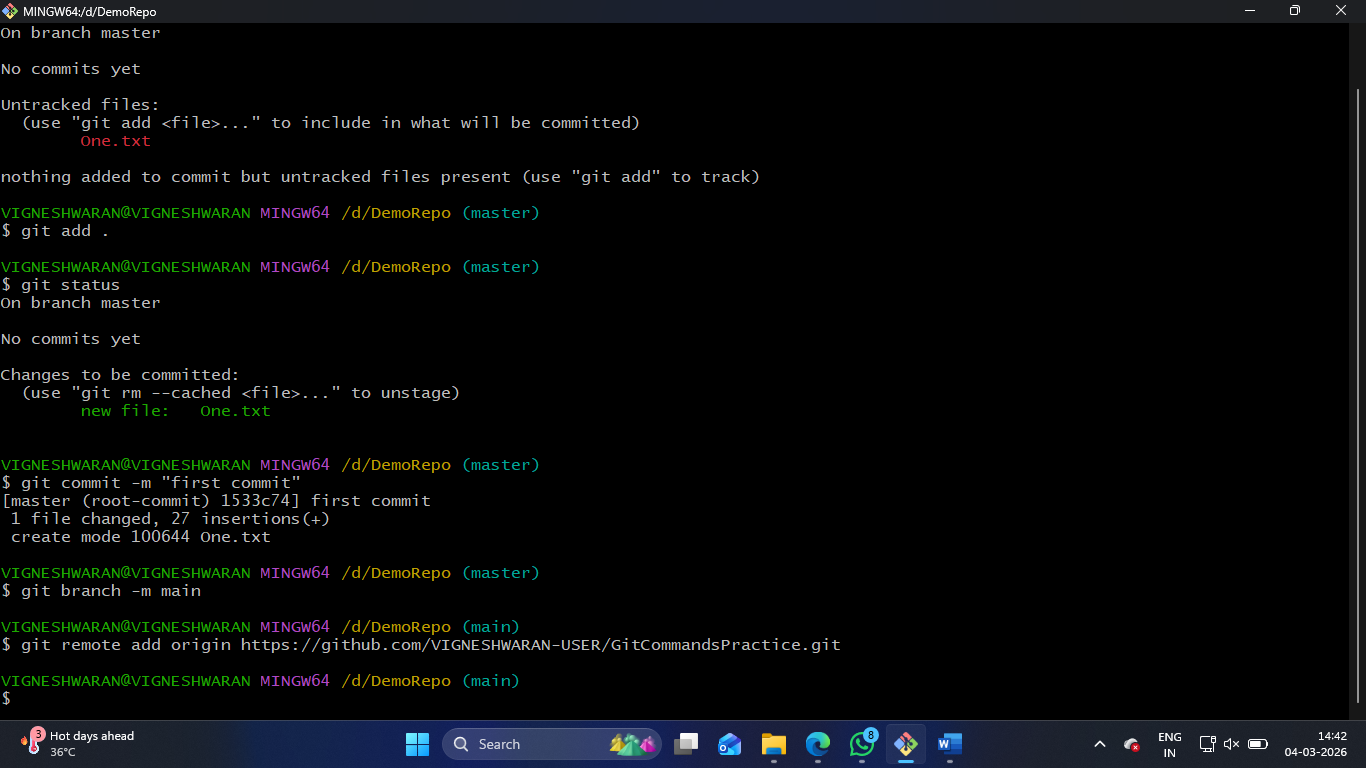 MINGW64:/d/DemoRepo
On branch master
No commits yet
Untracked files:
  (use "git add <file>..." to include in what will be committed)
        One.txt
nothing added to commit but untracked files present (use "git add" to track)
VIGNESHWARAN@VIGNESHWARAN MINGW64 /d/DemoRepo (master)
$ git add .
VIGNESHWARAN@VIGNESHWARAN MINGW64 /d/DemoRepo (master)
$ git status
On branch master
No commits yet
Changes to be committed:
  (use "git rm --cached <file>..." to unstage)
        new file:   One.txt
VIGNESHWARAN@VIGNESHWARAN MINGW64 /d/DemoRepo (master)
$ git commit -m "first commit"
[master (root-commit) 1533c74] first commit
 1 file changed, 27 insertions(+)
 create mode 100644 One.txt
VIGNESHWARAN@VIGNESHWARAN MINGW64 /d/DemoRepo (master)
$ git branch -m main
VIGNESHWARAN@VIGNESHWARAN MINGW64 /d/DemoRepo (main)
$ git remote add origin https://github.com/VIGNESHWARAN-USER/GitCommandsPractice.git
VIGNESHWARAN@VIGNESHWARAN MINGW64 /d/DemoRepo (main)
$
3
Hot days ahead
36°C
Search
8
ENG
IN
14:42
04-03-2026